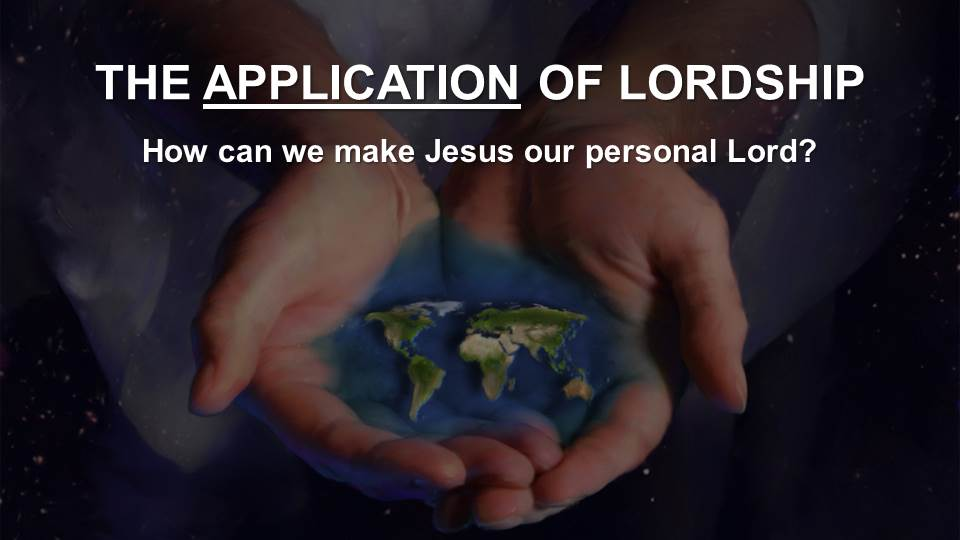 THE APPLICATION OF LORDSHIP
How can we make Jesus our personal Lord?